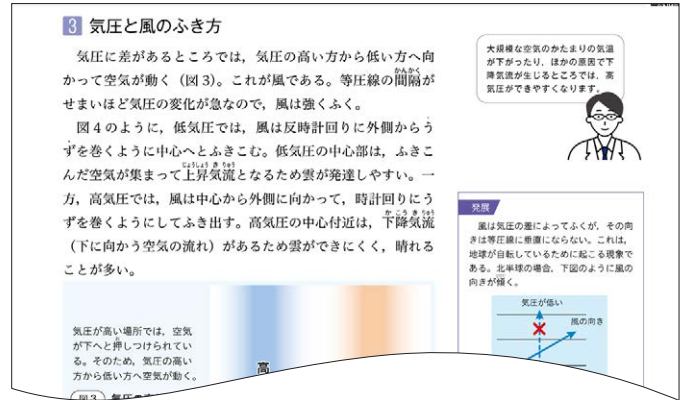 3 気圧と風のふき方
気圧に差があるところでは，気圧の高い方から低い方へ向
かって空気が動く（図3）。これが風である。等圧線の間隔が
せまいほど気圧の変化が急なので，風は強くふく。
図4のように，低気圧では，風は反時計回りに外側からう
ずを巻くように中心へとふきこむ。低気圧の中心部は，ふきこ
んだ空気が集まって上昇気流となるため雲が発達しやすい。一
方，高気圧では，風は中心から外側に向かって，時計回りにう
ずを巻くようにしてふき出す。高気圧の中心付近は，下降気流
（下に向かう空気の流れ）があるため雲ができにくく，晴れる
ことが多い。
気圧が高い場所では，空気
が下へと押しつけられてい
る。そのため，気圧の高い
方から低い方へ空気が動く。
高
図3
大規模な空気のかたまりの気温
が下がったり，ほかの原因で下
降気流が生じるところでは，高
気圧ができやすくなります。
発展
風は気圧の差によってふくが，その向
きは等圧線に垂直にならない。これは，
地球が自転しているために起こる現象で
ある。北半球の場合，下図のように風の
向きが傾く。
気圧が低い
風の向き